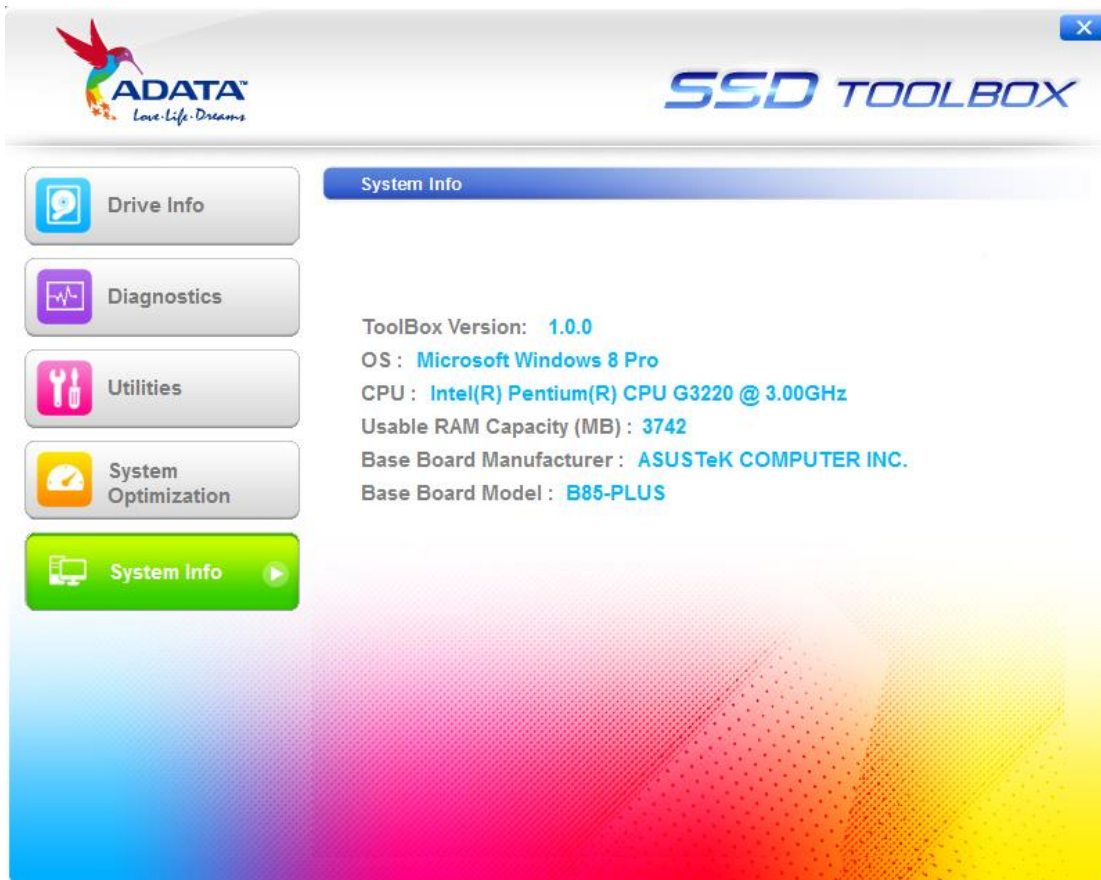 ADATA™
Love·Life·Dreams
SSD TOOLBOX
Drive Info
Diagnostics
Utilities
System
Optimization
System Info
System Info
ToolBox Version: 1.0.0
OS : Microsoft Windows 8 Pro
CPU : Intel(R) Pentium(R) CPU G3220 @ 3.00GHz
Usable RAM Capacity (MB) : 3742
Base Board Manufacturer : ASUSTeK COMPUTER INC.
Base Board Model : B85-PLUS